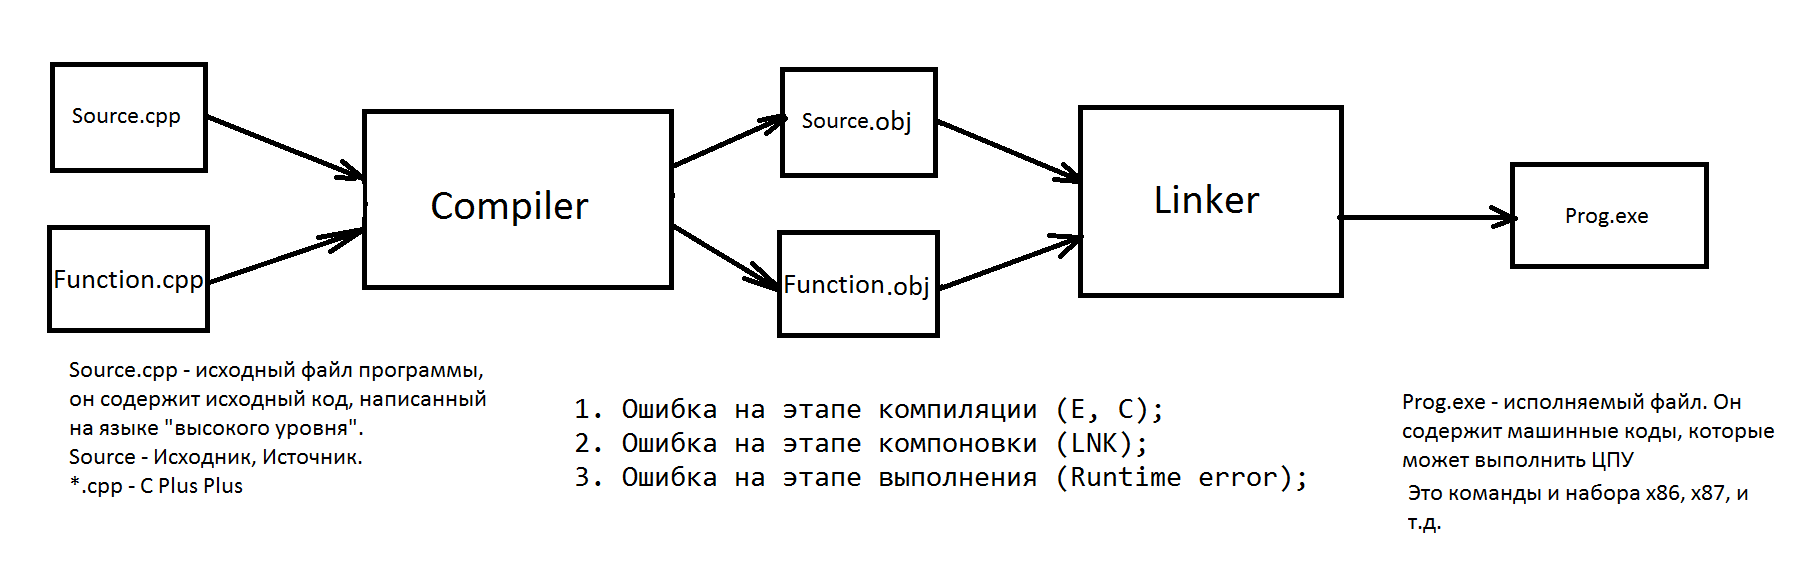 Source.cpp
Function.cpp
Compiler
Source.obj
Function.obj
Linker
Prog.exe
Source.cpp - исходный файл программы,
он содержит исходный код, написанный
на языке "высокого уровня".
Source - Исходник, Источник.
*.cpp - C Plus Plus
1. Ошибка на этапе компиляции (E, C);
2. Ошибка на этапе компоновки (LNK);
3. Ошибка на этапе выполнения (Runtime error);
Prog.exe - исполняемый файл. Он
содержит машинные коды, которые
может выполнить ЦПУ
Это команды и набора x86, x87, и
т.д.